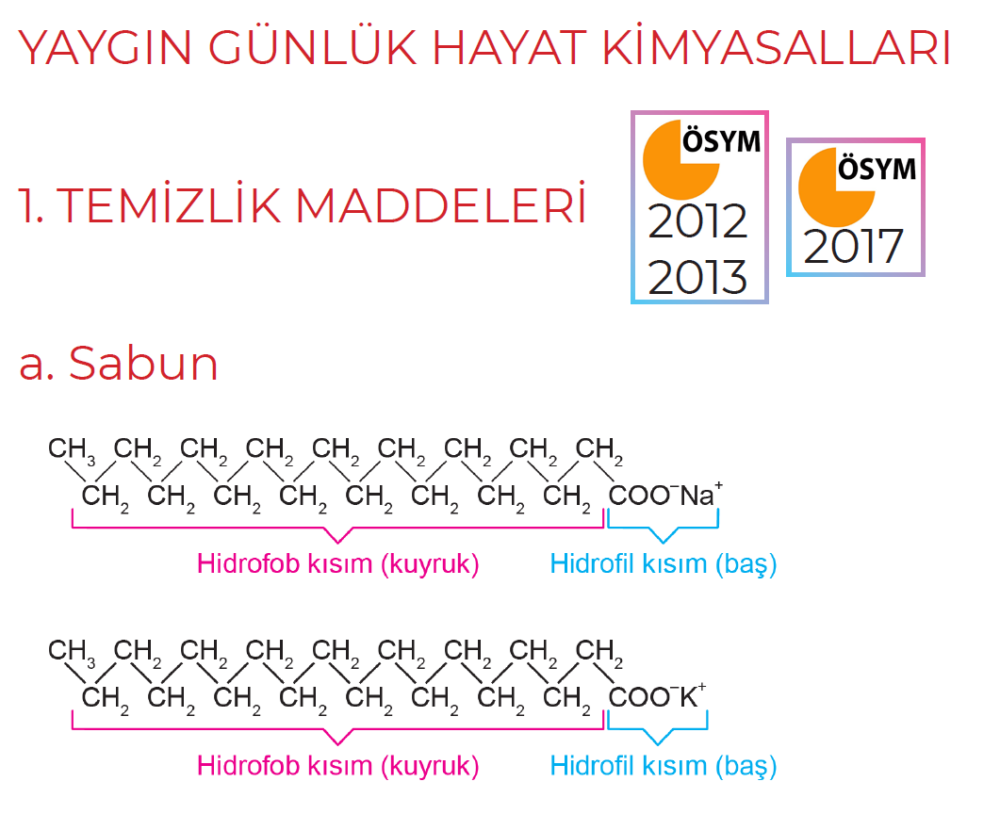 YAYGIN GÜNLÜK HAYAT KİMYASALLARI
ÖSYM
2012
2013
ÖSYM
2017
1. TEMİZLİK MADDELERİ
a. Sabun
CH₃ CH₂ CH₂ CH₂ CH₂ CH₂ CH₂ CH₂ CH₂
CH₂ CH₂ CH₂ CH₂ CH₂ CH₂ CH₂ CH₂ COO⁻Na⁺
Hidrofob kısım (kuyruk) Hidrofil kısım (baş)
CH₃ CH₂ CH₂ CH₂ CH₂ CH₂ CH₂ CH₂ CH₂
CH₂ CH₂ CH₂ CH₂ CH₂ CH₂ CH₂ CH₂ COO⁻K⁺
Hidrofob kısım (kuyruk) Hidrofil kısım (baş)